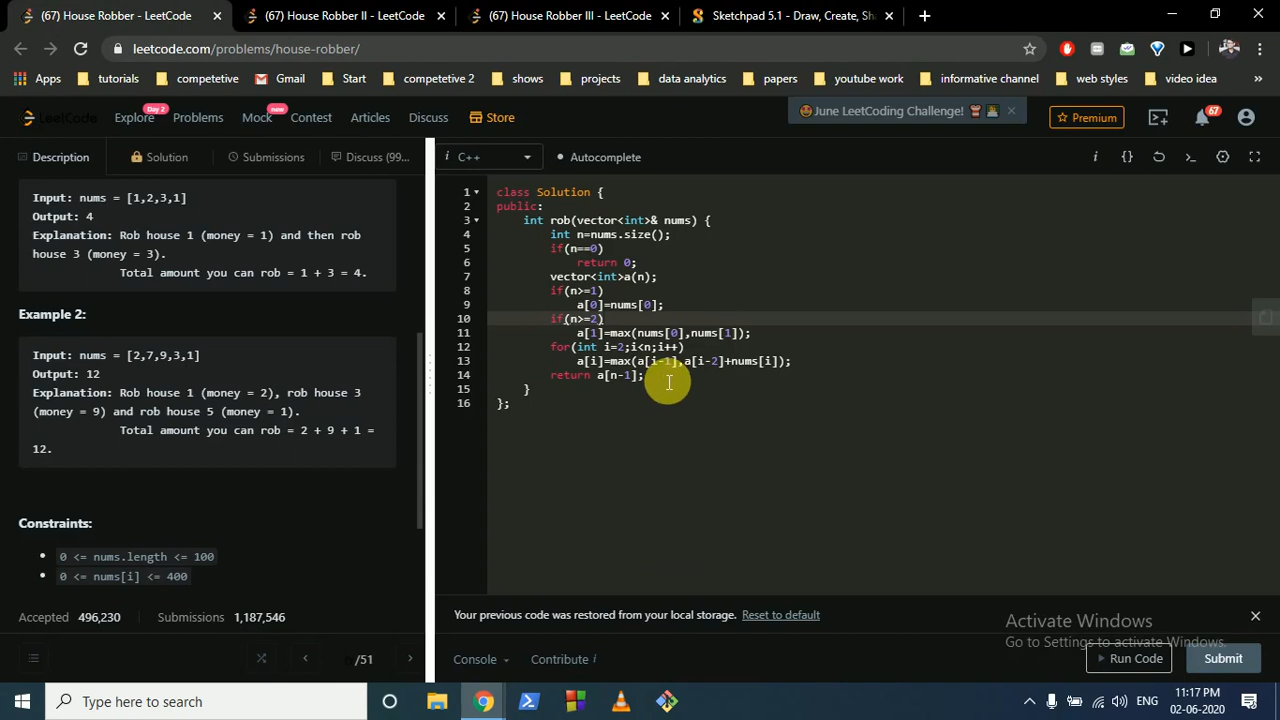 (67) House Robber - LeetCode
(67) House Robber II - LeetCode
(67) House Robber III - LeetCode
Sketchpad 5.1 - Draw, Create, Sha
leetcode.com/problems/house-robber/
Apps
tutorials
competetive
Gmail
Start
competetive 2
shows
projects
data analytics
papers
youtube work
informative channel
web styles
video idea
LeetCode
Explore
Day 2
Problems
Mock
new
Contest
Articles
Discuss
Store
June LeetCoding Challenge!
Premium
67
Description
Solution
Submissions
Discuss (99...
i C++
Autocomplete
Input: nums = [1,2,3,1]
Output: 4
Explanation: Rob house 1 (money = 1) and then rob
house 3 (money = 3).
Total amount you can rob = 1 + 3 = 4.
Example 2:
Input: nums = [2,7,9,3,1]
Output: 12
Explanation: Rob house 1 (money = 2), rob house 3
(money = 9) and rob house 5 (money = 1).
Total amount you can rob = 2 + 9 + 1 =
12.
Constraints:
0 <= nums.length <= 100
0 <= nums[i] <= 400
Accepted 496,230 Submissions 1,187,546
/51
1 class Solution {
2 public:
3 int rob(vector<int>& nums) {
4 int n=nums.size();
5 if(n==0)
6 return 0;
7 vector<int>a(n);
8 if(n>=1)
9 a[0]=nums[0];
10 if(n>=2)
11 a[1]=max(nums[0],nums[1]);
12 for(int i=2;i<n;i++)
13 a[i]=max(a[i-1],a[i-2]+nums[i]);
14 return a[n-1];
15 }
16 };
Your previous code was restored from your local storage. Reset to default
Activate Windows
Go to Settings to activate Windows.
Console
Contribute i
Run Code
Submit
Type here to search
ENG
11:17 PM
02-06-2020